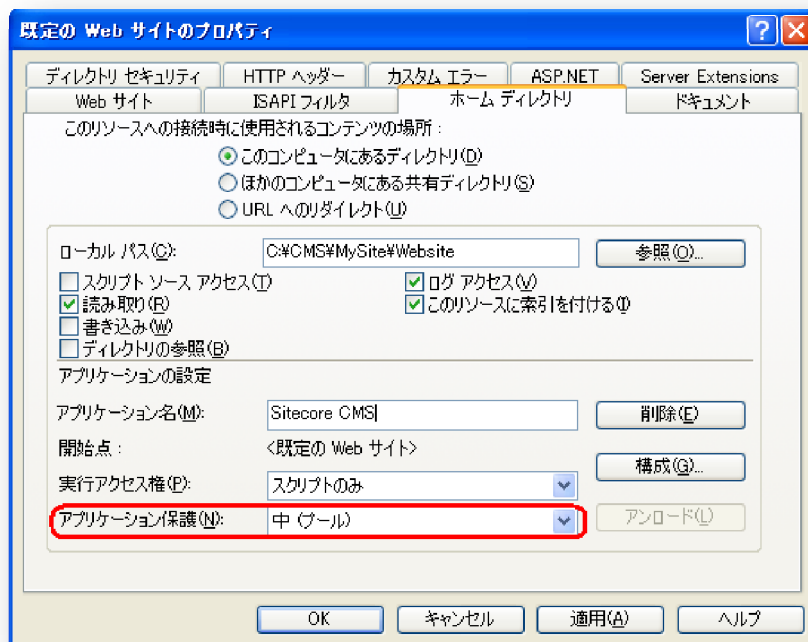 既定の Web サイトのプロパティ
ディレクトリ セキュリティ HTTP ヘッダー カスタム エラー ASP.NET Server Extensions
Web サイト ISAPI フィルタ ホーム ディレクトリ ドキュメント
このリソースへの接続時に使用されるコンテンツの場所 :
このコンピュータにあるディレクトリ(D)
ほかのコンピュータにある共有ディレクトリ(S)
URL へのリダイレクト(U)
ローカル パス(C): C:¥CMS¥MySite¥Website 参照(O)...
スクリプト ソース アクセス(T) ログ アクセス(V)
読み取り(R) このリソースに索引を付ける(I)
書き込み(W)
ディレクトリの参照(B)
アプリケーションの設定
アプリケーション名(M): Sitecore CMS 削除(E)
開始点 : <既定の Web サイト>
構成(G)...
実行アクセス権(P): スクリプトのみ
アプリケーション保護(N): 中 (プール) アンロード(L)
OK キャンセル 適用(A) ヘルプ